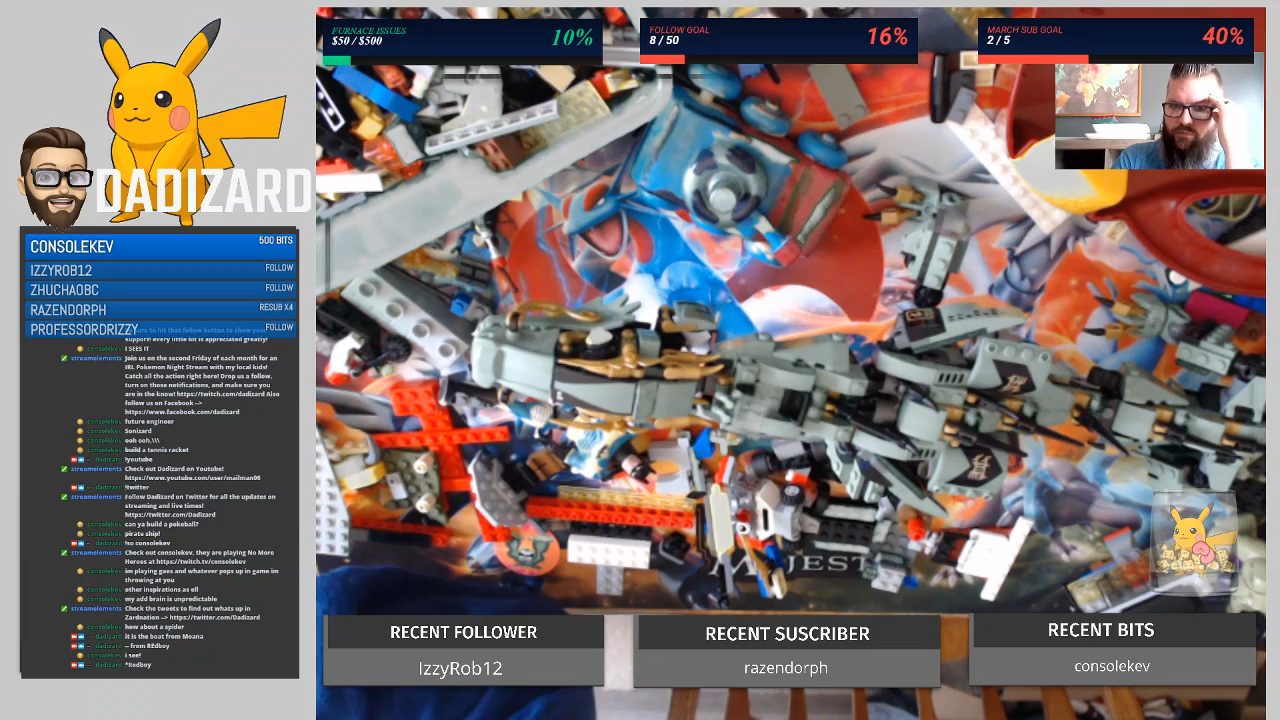 FURNACE ISSUES
$50 / $500
10%
FOLLOW GOAL
8 / 50
16%
MARCH SUB GOAL
2 / 5
40%
DADIZARD
CONSOLEKEV 500 BITS
IZZYROB12 FOLLOW
ZHUCHAOBC FOLLOW
RAZENDORPH RESUB X4
PROFESSORDRIZZY FOLLOW
to hit that follow button to show your
support! every little bit is appreciated greatly!
consolekev I SEES IT
streamelements Join us on the second Friday of each month for an
IRL Pokemon Night Stream with my local kids!
Catch all the action right here! Drop us a follow,
turn on those notifications, and make sure you
are in the know! https://twitch.tv/dadizard Also
follow us on Facebook -->
https://www.facebook.com/dadizard
consolekev future engineer
consolekev Sonizard
consolekev ooh ooh,\\\
consolekev build a tennis racket
dadizard !youtube
streamelements Check out Dadizard on Youtube!
https://www.youtube.com/user/mailman06
dadizard !twitter
streamelements Follow Dadizard on Twitter for all the updates on
streaming and live times!
https://twitter.com/Dadizard
consolekev can ya build a pokeball?
consolekev pirate ship!
dadizard !so consolekev
streamelements Check out consolekev, they are playing No More
Heroes at https://twitch.tv/consolekev
consolekev im playing gaes and whatever pops up in game im
throwing at you
consolekev other inspirations as ell
consolekev my add brain is unpredictable
streamelements Check the tweets to find out whats up in
Zardnation --> https://twitter.com/Dadizard
consolekev how about a spider
dadizard it is the boat from Moana
dadizard -- from REdboy
consolekev i see!
dadizard *Redboy
MAJEST
RECENT FOLLOWER
IzzyRob12
RECENT SUSCRIBER
razendorph
RECENT BITS
consolekev